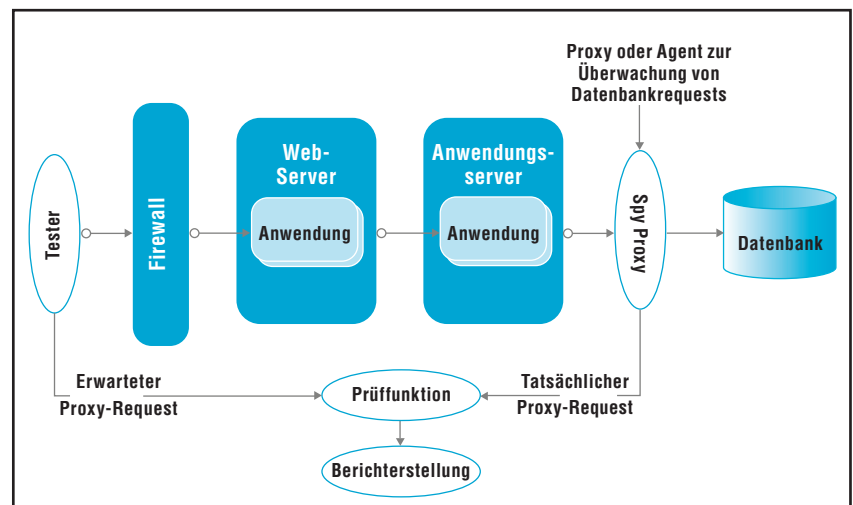 Proxy oder Agent zur
Überwachung von
Datenbankrequests
Tester
Firewall
Web-
Server
Anwendung
Anwendungs-
server
Anwendung
Spy Proxy
Datenbank
Erwarteter
Proxy-Request
Prüffunktion
Tatsächlicher
Proxy-Request
Berichterstellung